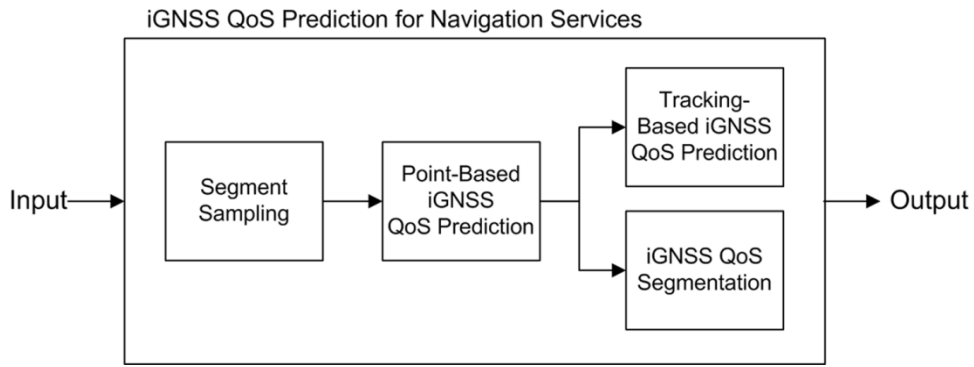 iGNSS QoS Prediction for Navigation Services
Input
Segment
Sampling
Point-Based
iGNSS
QoS Prediction
Tracking-
Based iGNSS
QoS Prediction
iGNSS QoS
Segmentation
Output